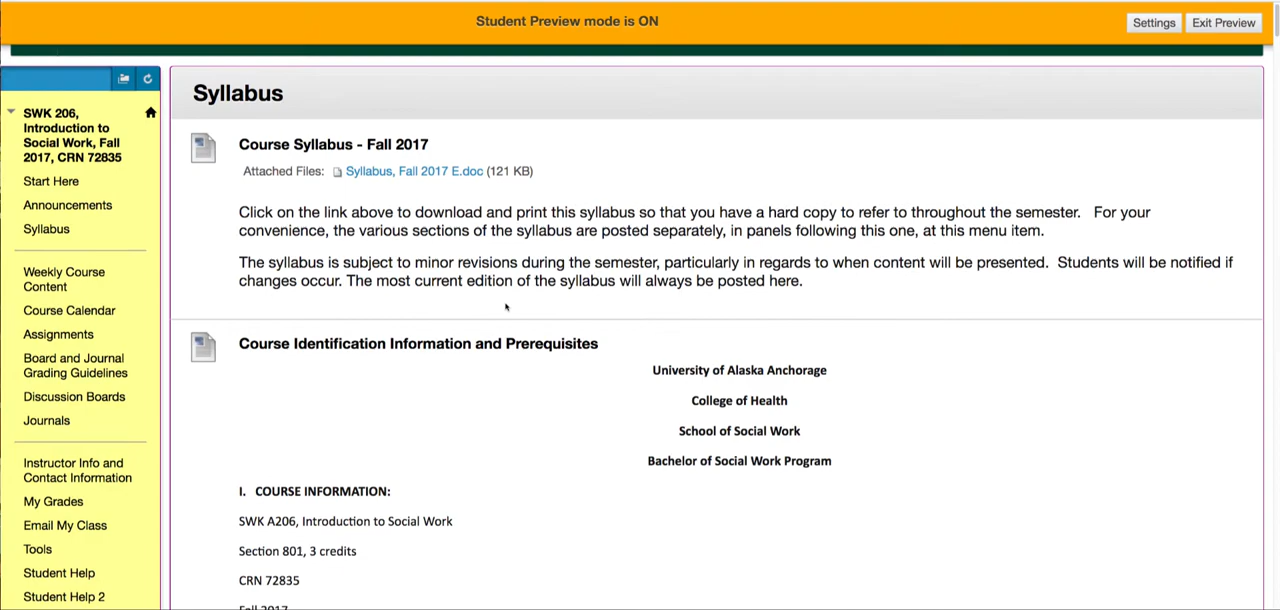 Student Preview mode is ON
Settings
Exit Preview
SWK 206,
Introduction to
Social Work, Fall
2017, CRN 72835
Start Here
Announcements
Syllabus
Weekly Course
Content
Course Calendar
Assignments
Board and Journal
Grading Guidelines
Discussion Boards
Journals
Instructor Info and
Contact Information
My Grades
Email My Class
Tools
Student Help
Student Help 2
Syllabus
Course Syllabus - Fall 2017
Attached Files: Syllabus, Fall 2017 E.doc (121 KB)
Click on the link above to download and print this syllabus so that you have a hard copy to refer to throughout the semester. For your
convenience, the various sections of the syllabus are posted separately, in panels following this one, at this menu item.
The syllabus is subject to minor revisions during the semester, particularly in regards to when content will be presented. Students will be notified if
changes occur. The most current edition of the syllabus will always be posted here.
Course Identification Information and Prerequisites
University of Alaska Anchorage
College of Health
School of Social Work
Bachelor of Social Work Program
I. COURSE INFORMATION:
SWK A206, Introduction to Social Work
Section 801, 3 credits
CRN 72835
Fall 2017